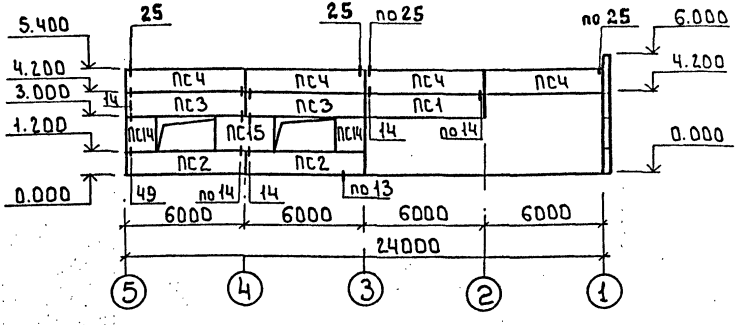 25 25 по 25 по 25
5.400 6.000
4.200 ПС4 ПС4 ПС4 ПС4 4.200
3.000 14 ПС3 ПС3 ПС1
1.200 ПС14 ПС15 ПС14 14 по 14 0.000
ПС2 ПС2
0.000 49 по 14 14 по 13
6000 6000 6000 6000
24000
5 4 3 2 1